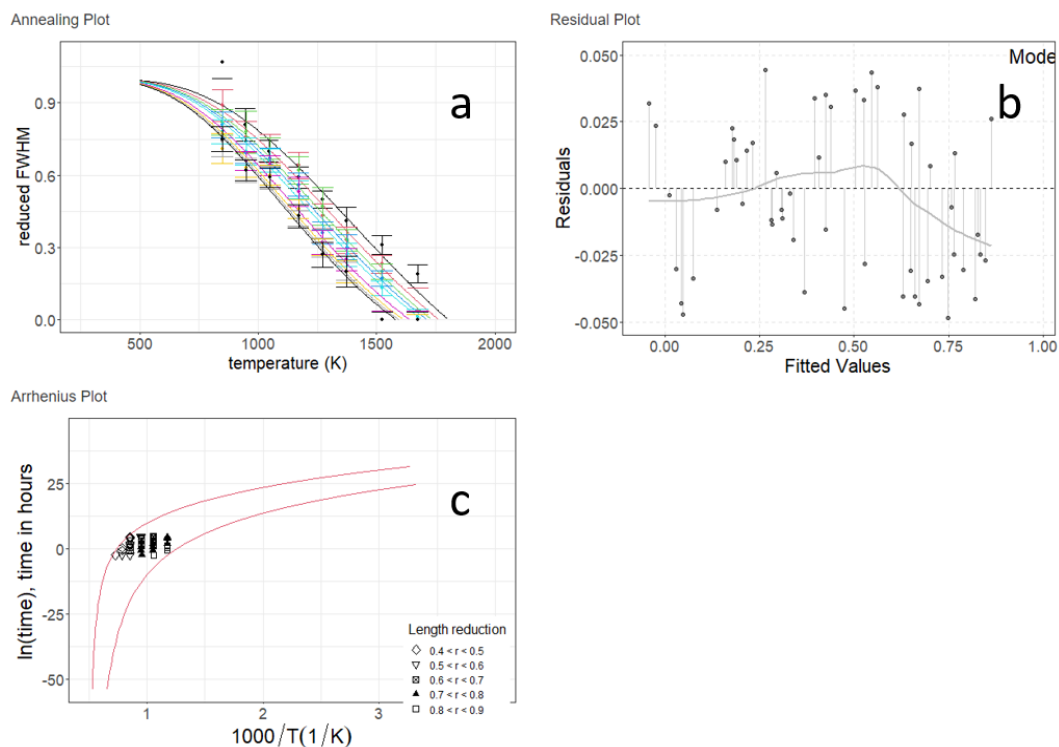 Annealing Plot
a
reduced FWHM
0.9
0.6
0.3
0.0
500
1000
1500
2000
temperature (K)
Residual Plot
Mode
b
Residuals
0.050
0.025
0.000
-0.025
-0.050
0.00
0.25
0.50
0.75
1.00
Fitted Values
Arrhenius Plot
c
ln(time), time in hours
25
0
-25
-50
Length reduction
0.4 < r < 0.5
0.5 < r < 0.6
0.6 < r < 0.7
0.7 < r < 0.8
0.8 < r < 0.9
1
2
3
1000/T(1/K)